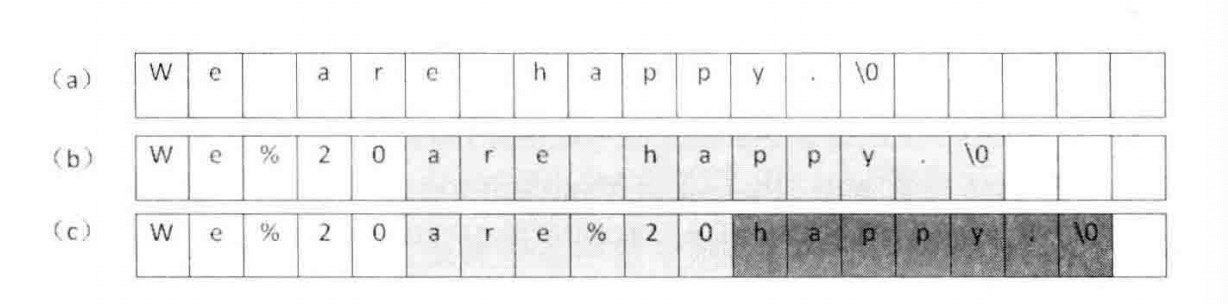 (a) W e a r e h a p p y . \0
(b) W e % 2 0 a r e h a p p y . \0
(c) W e % 2 0 a r e % 2 0 h a p p y . \0